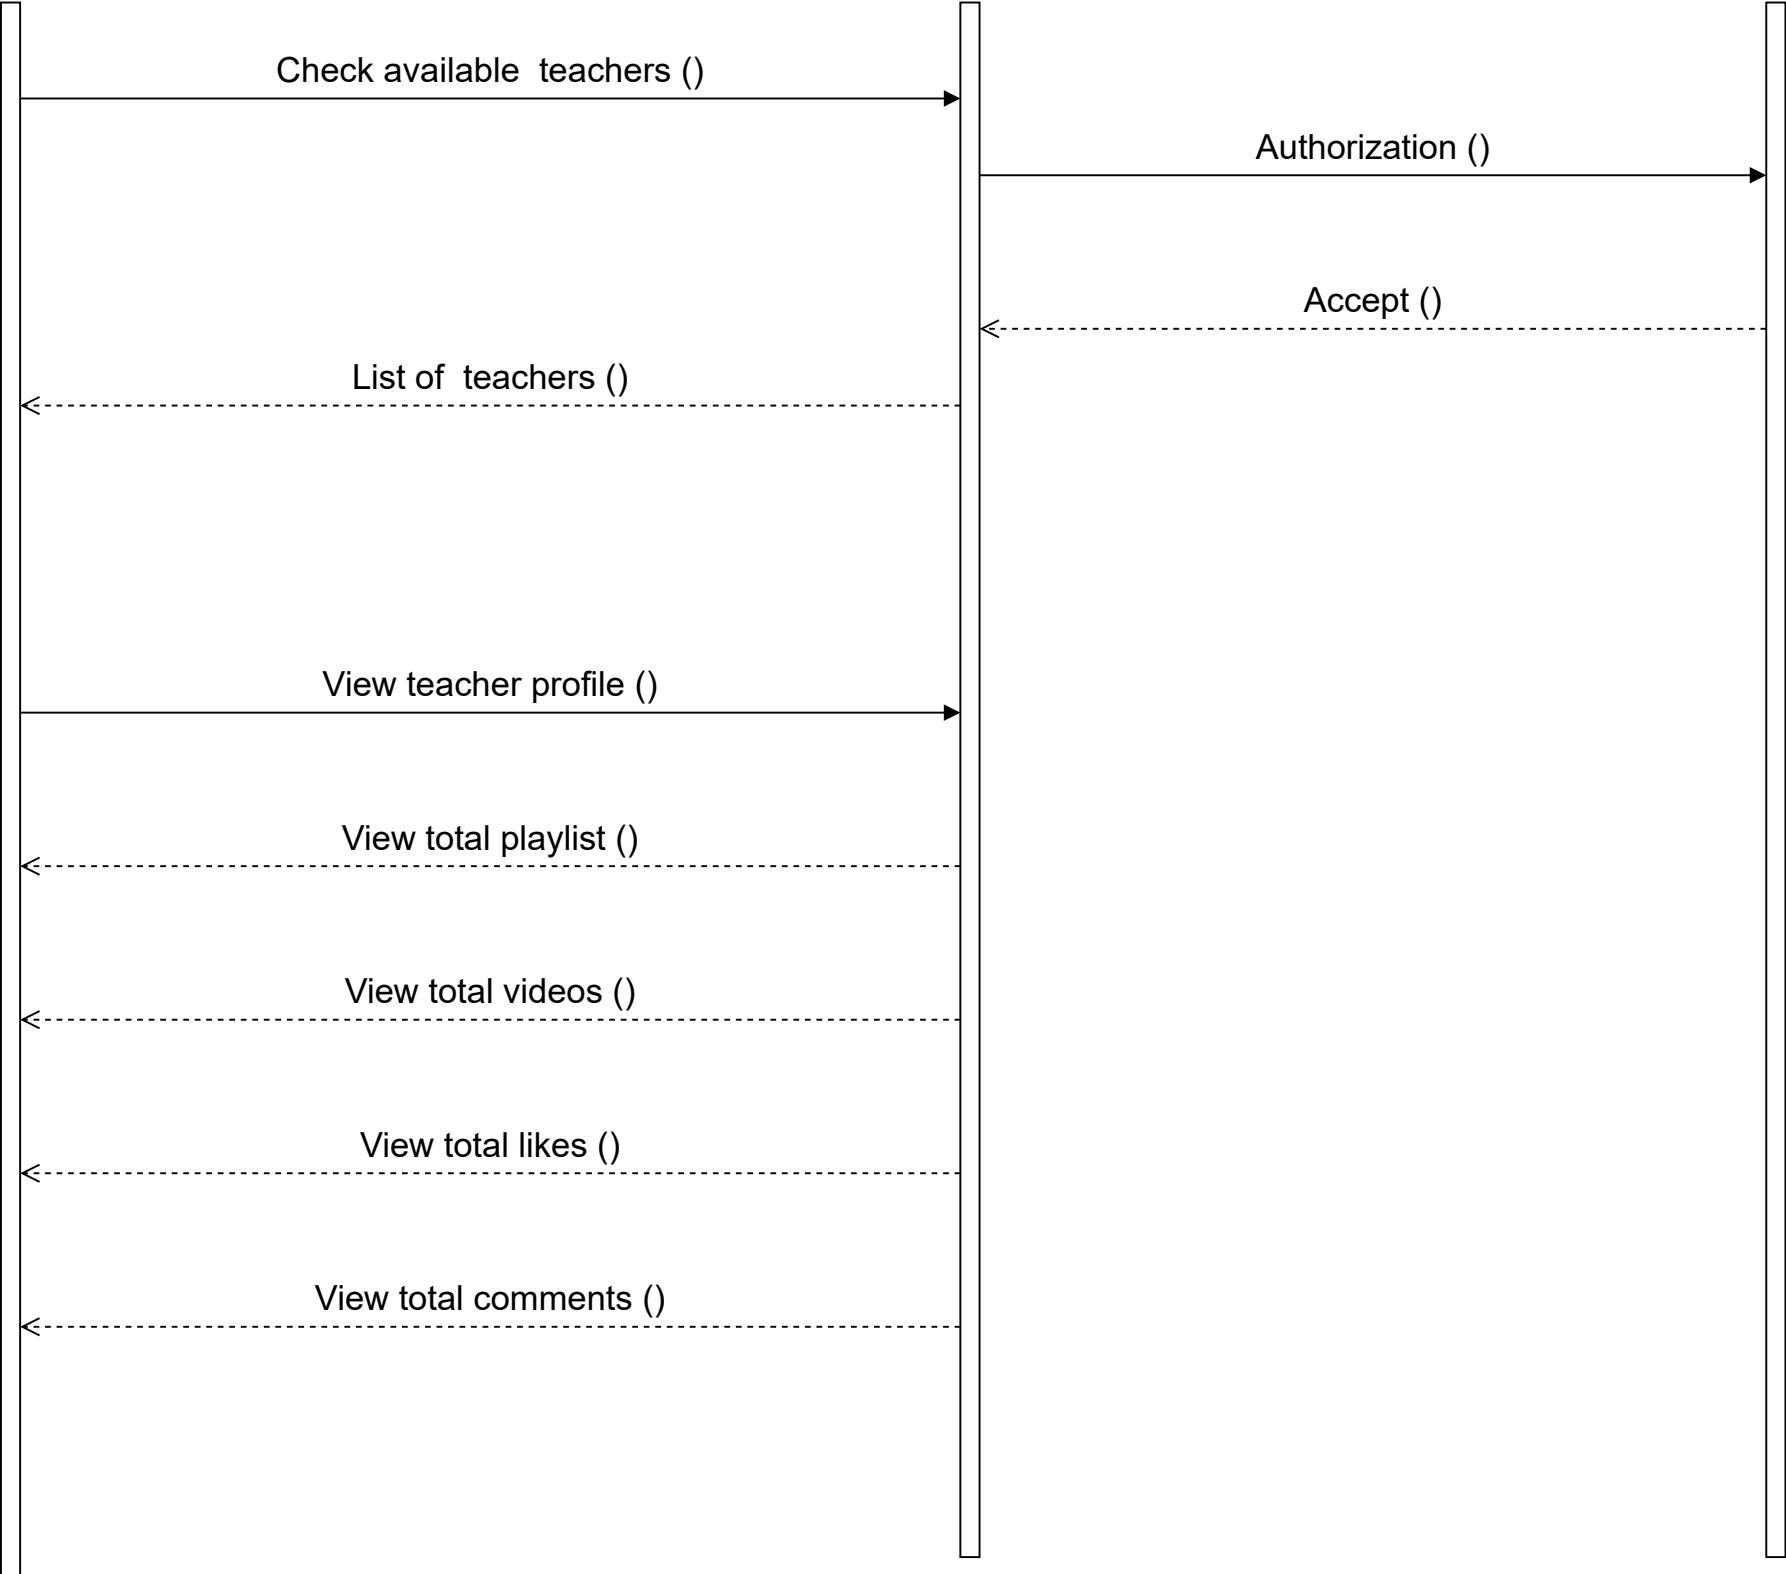 Check available  teachers ()
Authorization ()
Accept ()
List of  teachers ()
View teacher profile ()
View total playlist ()
View total videos ()
View total likes ()
View total comments ()